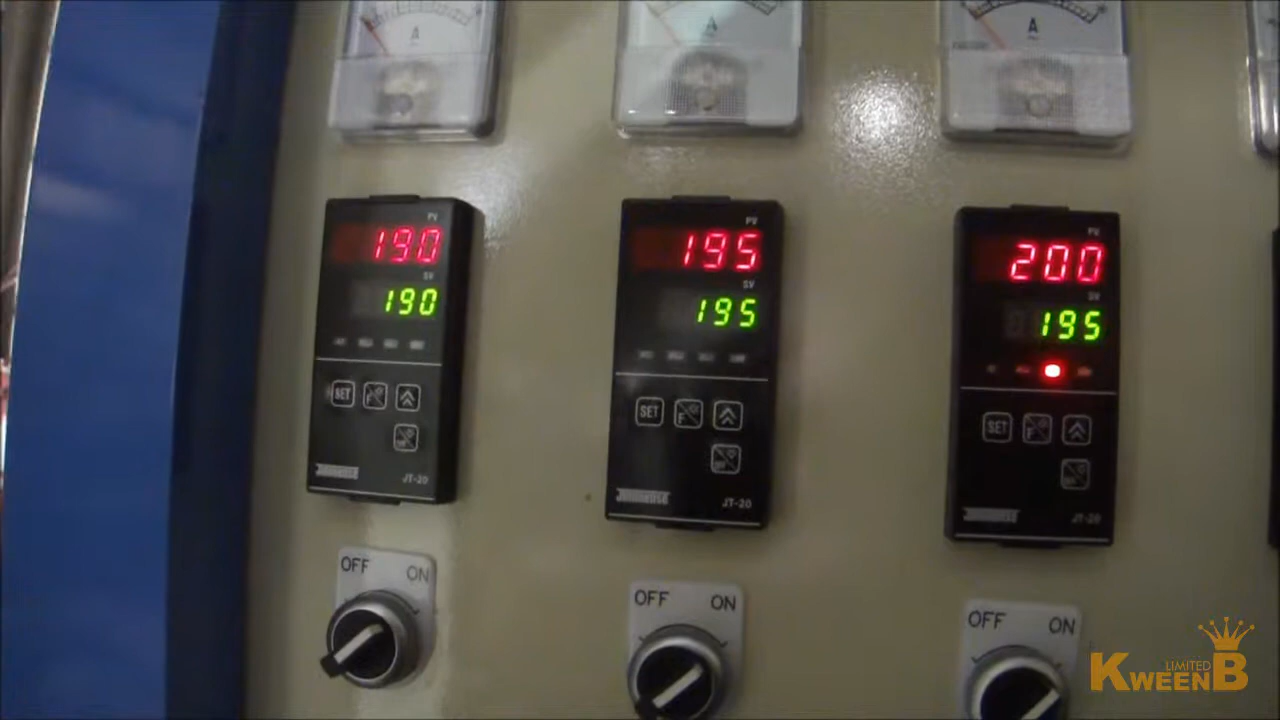 A
A
A
PV
190
SV
190
SET
F
JT-20
PV
195
SV
195
SET
F
OFF
JT-20
PV
200
SV
195
SET
F
JT-20
OFF ON
OFF ON
OFF ON
KWEENB
LIMITED